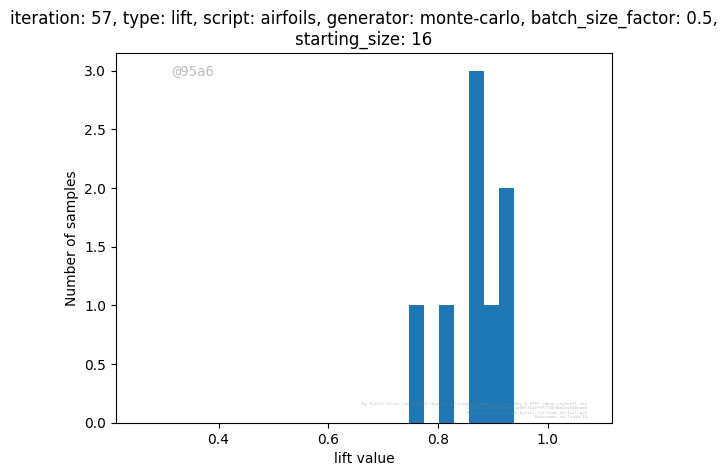 iteration: 57, type: lift, script: airfoils, generator: monte-carlo, batch_size_factor: 0.5,
starting_size: 16
@95a6
3.0
2.5
2.0
1.5
1.0
0.5
0.0
Number of samples
0.4 0.6 0.8 1.0
lift value